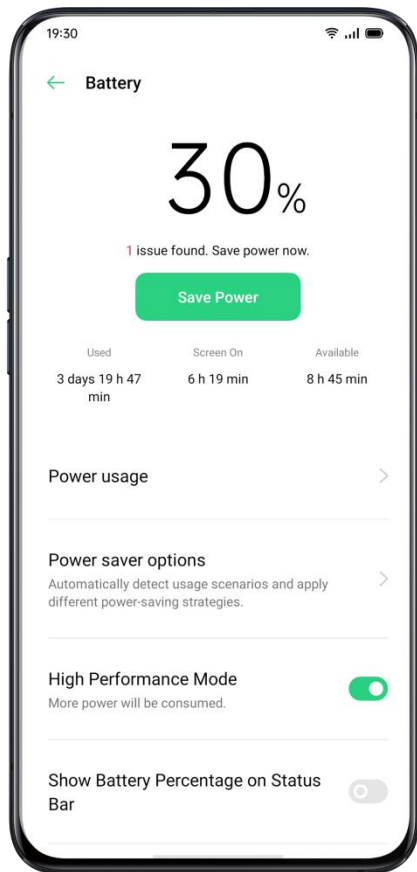 19:30
Battery
30%
1 issue found. Save power now.
Save Power
Used Screen On Available
3 days 19 h 47 6 h 19 min 8 h 45 min
min
Power usage
Power saver options
Automatically detect usage scenarios and apply
different power-saving strategies.
High Performance Mode
More power will be consumed.
Show Battery Percentage on Status
Bar